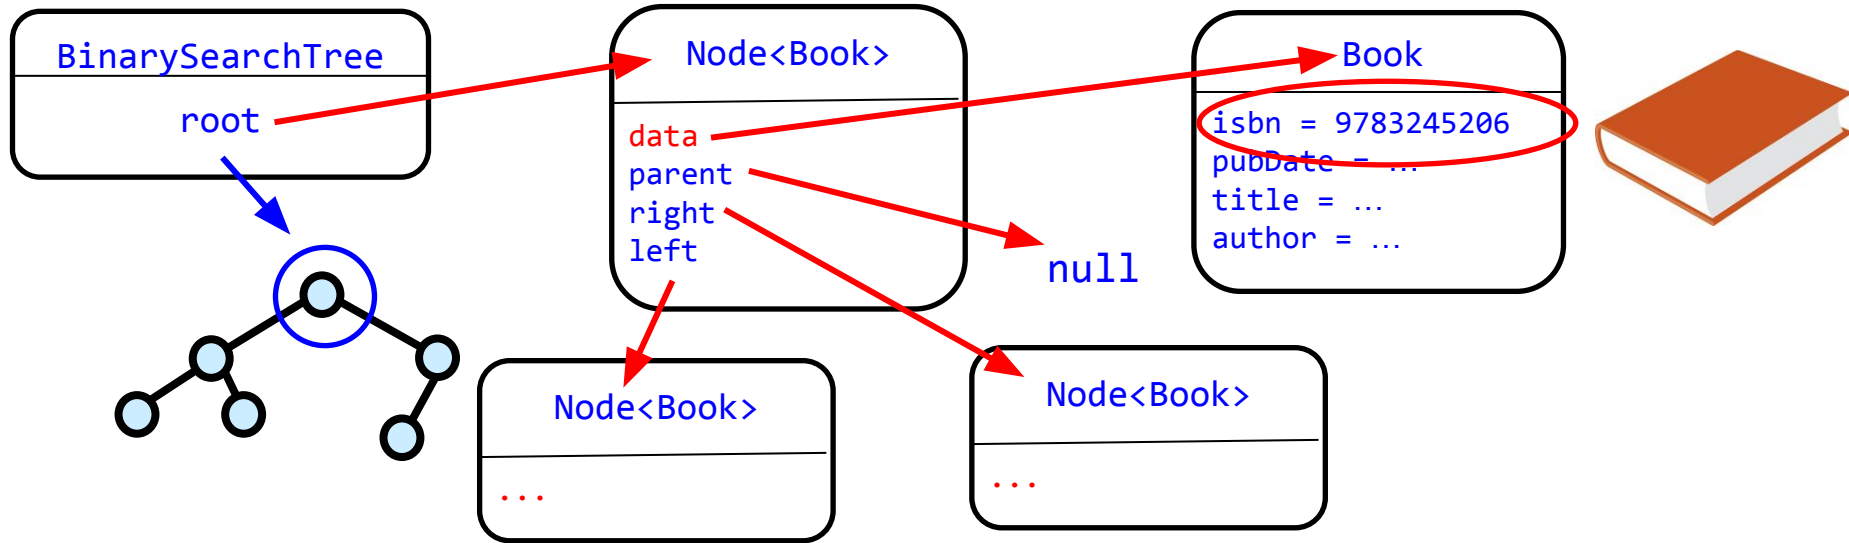 BinarySearchTree
root
Node<Book>
data
parent
right
left
null
Book
isbn = 9783245206
pubDate = ...
title = ...
author = ...
Node<Book>
...
Node<Book>
...